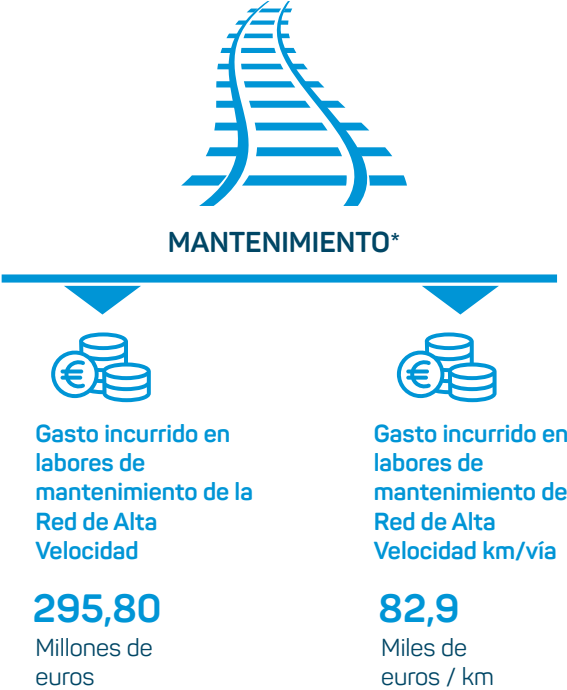 MANTENIMIENTO*
€
Gasto incurrido en
labores de
mantenimiento de la
Red de Alta
Velocidad
295,80
Millones de
euros
€
Gasto incurrido en
labores de
mantenimiento de
Red de Alta
Velocidad km/vía
82,9
Miles de
euros / km